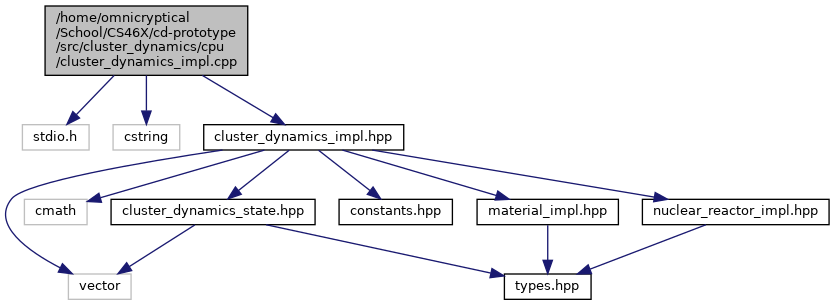 /home/omnicryptical
/School/CS46X/cd-prototype
/src/cluster_dynamics/cpu
/cluster_dynamics_impl.cpp
stdio.h
cstring
cluster_dynamics_impl.hpp
cmath
cluster_dynamics_state.hpp
constants.hpp
material_impl.hpp
nuclear_reactor_impl.hpp
vector
types.hpp